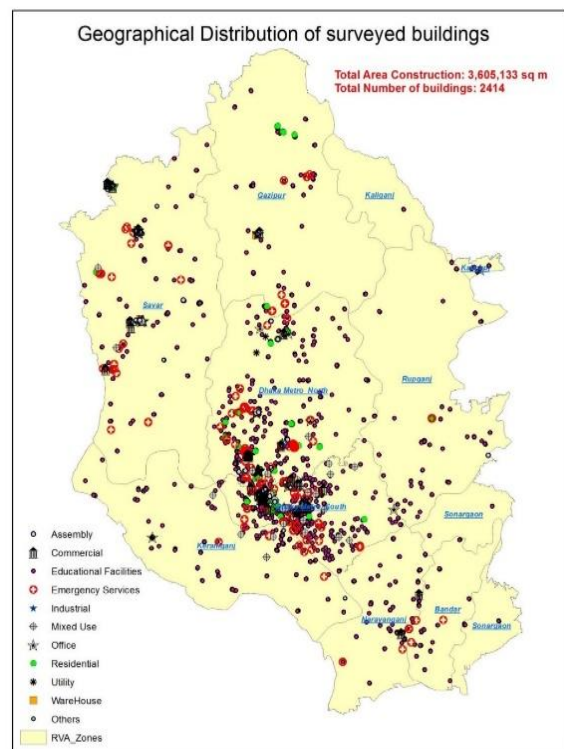 Geographical Distribution of surveyed buildings
Total Area Construction: 3,605,133 sq m
Total Number of buildings: 2414
Gazipur
Kaliganj
Savar
Dhaka Metro_North
Rupganj
Keraniganj
Sonargaon
Narayanganj
Bandar
Sonargaon
Assembly
Commercial
Educational Facilities
Emergency Services
Industrial
Mixed Use
Office
Residential
Utility
WareHouse
Others
RVA_Zones